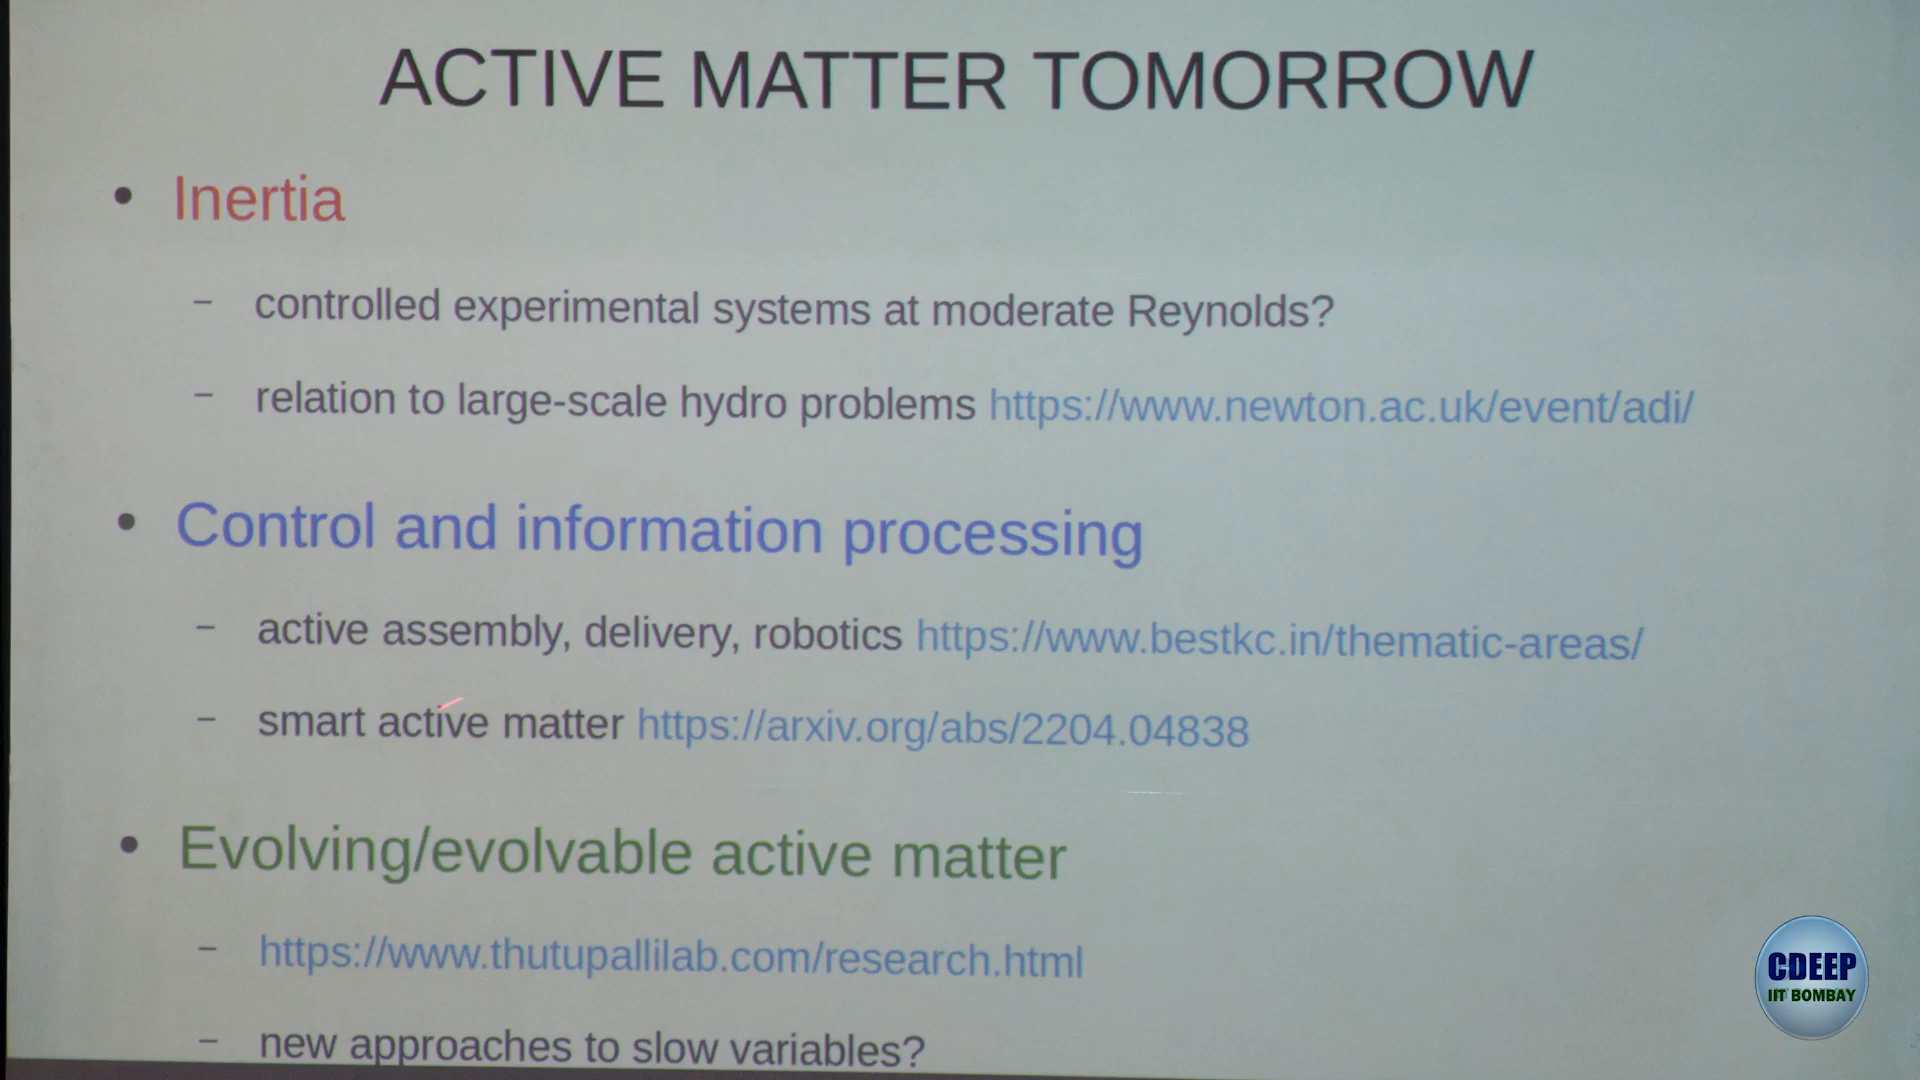 ACTIVE MATTER TOMORROW
• Inertia
– controlled experimental systems at moderate Reynolds?
– relation to large-scale hydro problems https://www.newton.ac.uk/event/adi/
• Control and information processing
– active assembly, delivery, robotics https://www.bestkc.in/thematic-areas/
– smart active matter https://arxiv.org/abs/2204.04838
• Evolving/evolvable active matter
– https://www.thutupallilab.com/research.html
– new approaches to slow variables?
CDEEP
IIT BOMBAY